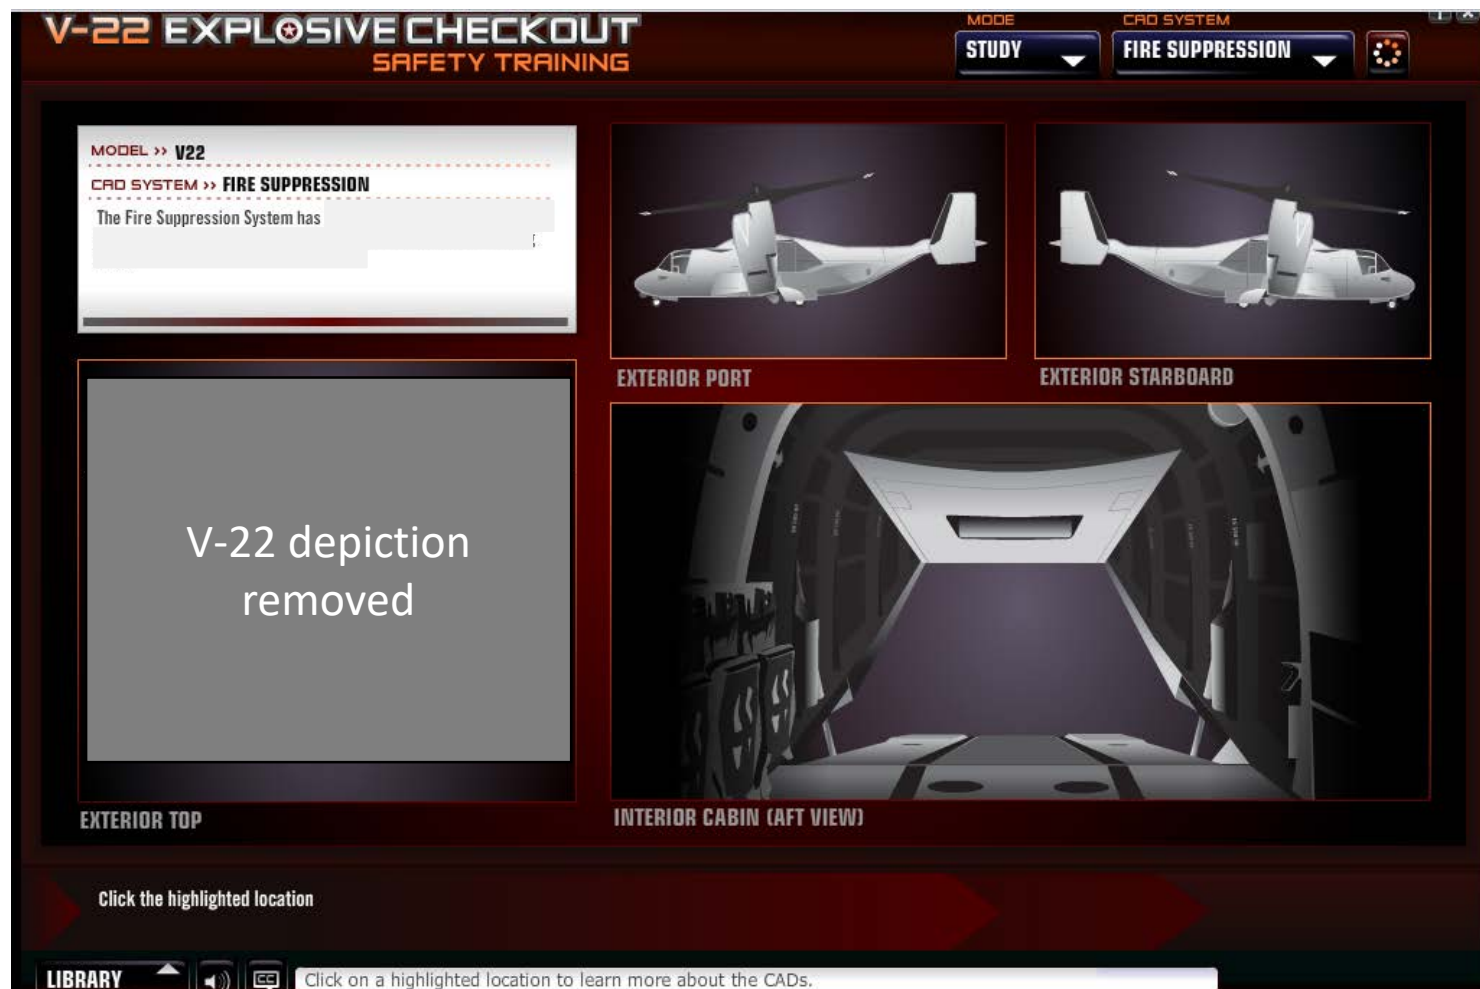 V-22 EXPLOSIVE CHECKOUT
SAFETY TRAINING
MODE
STUDY
CAD SYSTEM
FIRE SUPPRESSION
MODEL >> V22
CAD SYSTEM >> FIRE SUPPRESSION
The Fire Suppression System has
EXTERIOR PORT
EXTERIOR STARBOARD
V-22 depiction
removed
EXTERIOR TOP
INTERIOR CABIN (AFT VIEW)
Click the highlighted location
LIBRARY
CC
Click on a highlighted location to learn more about the CADs.